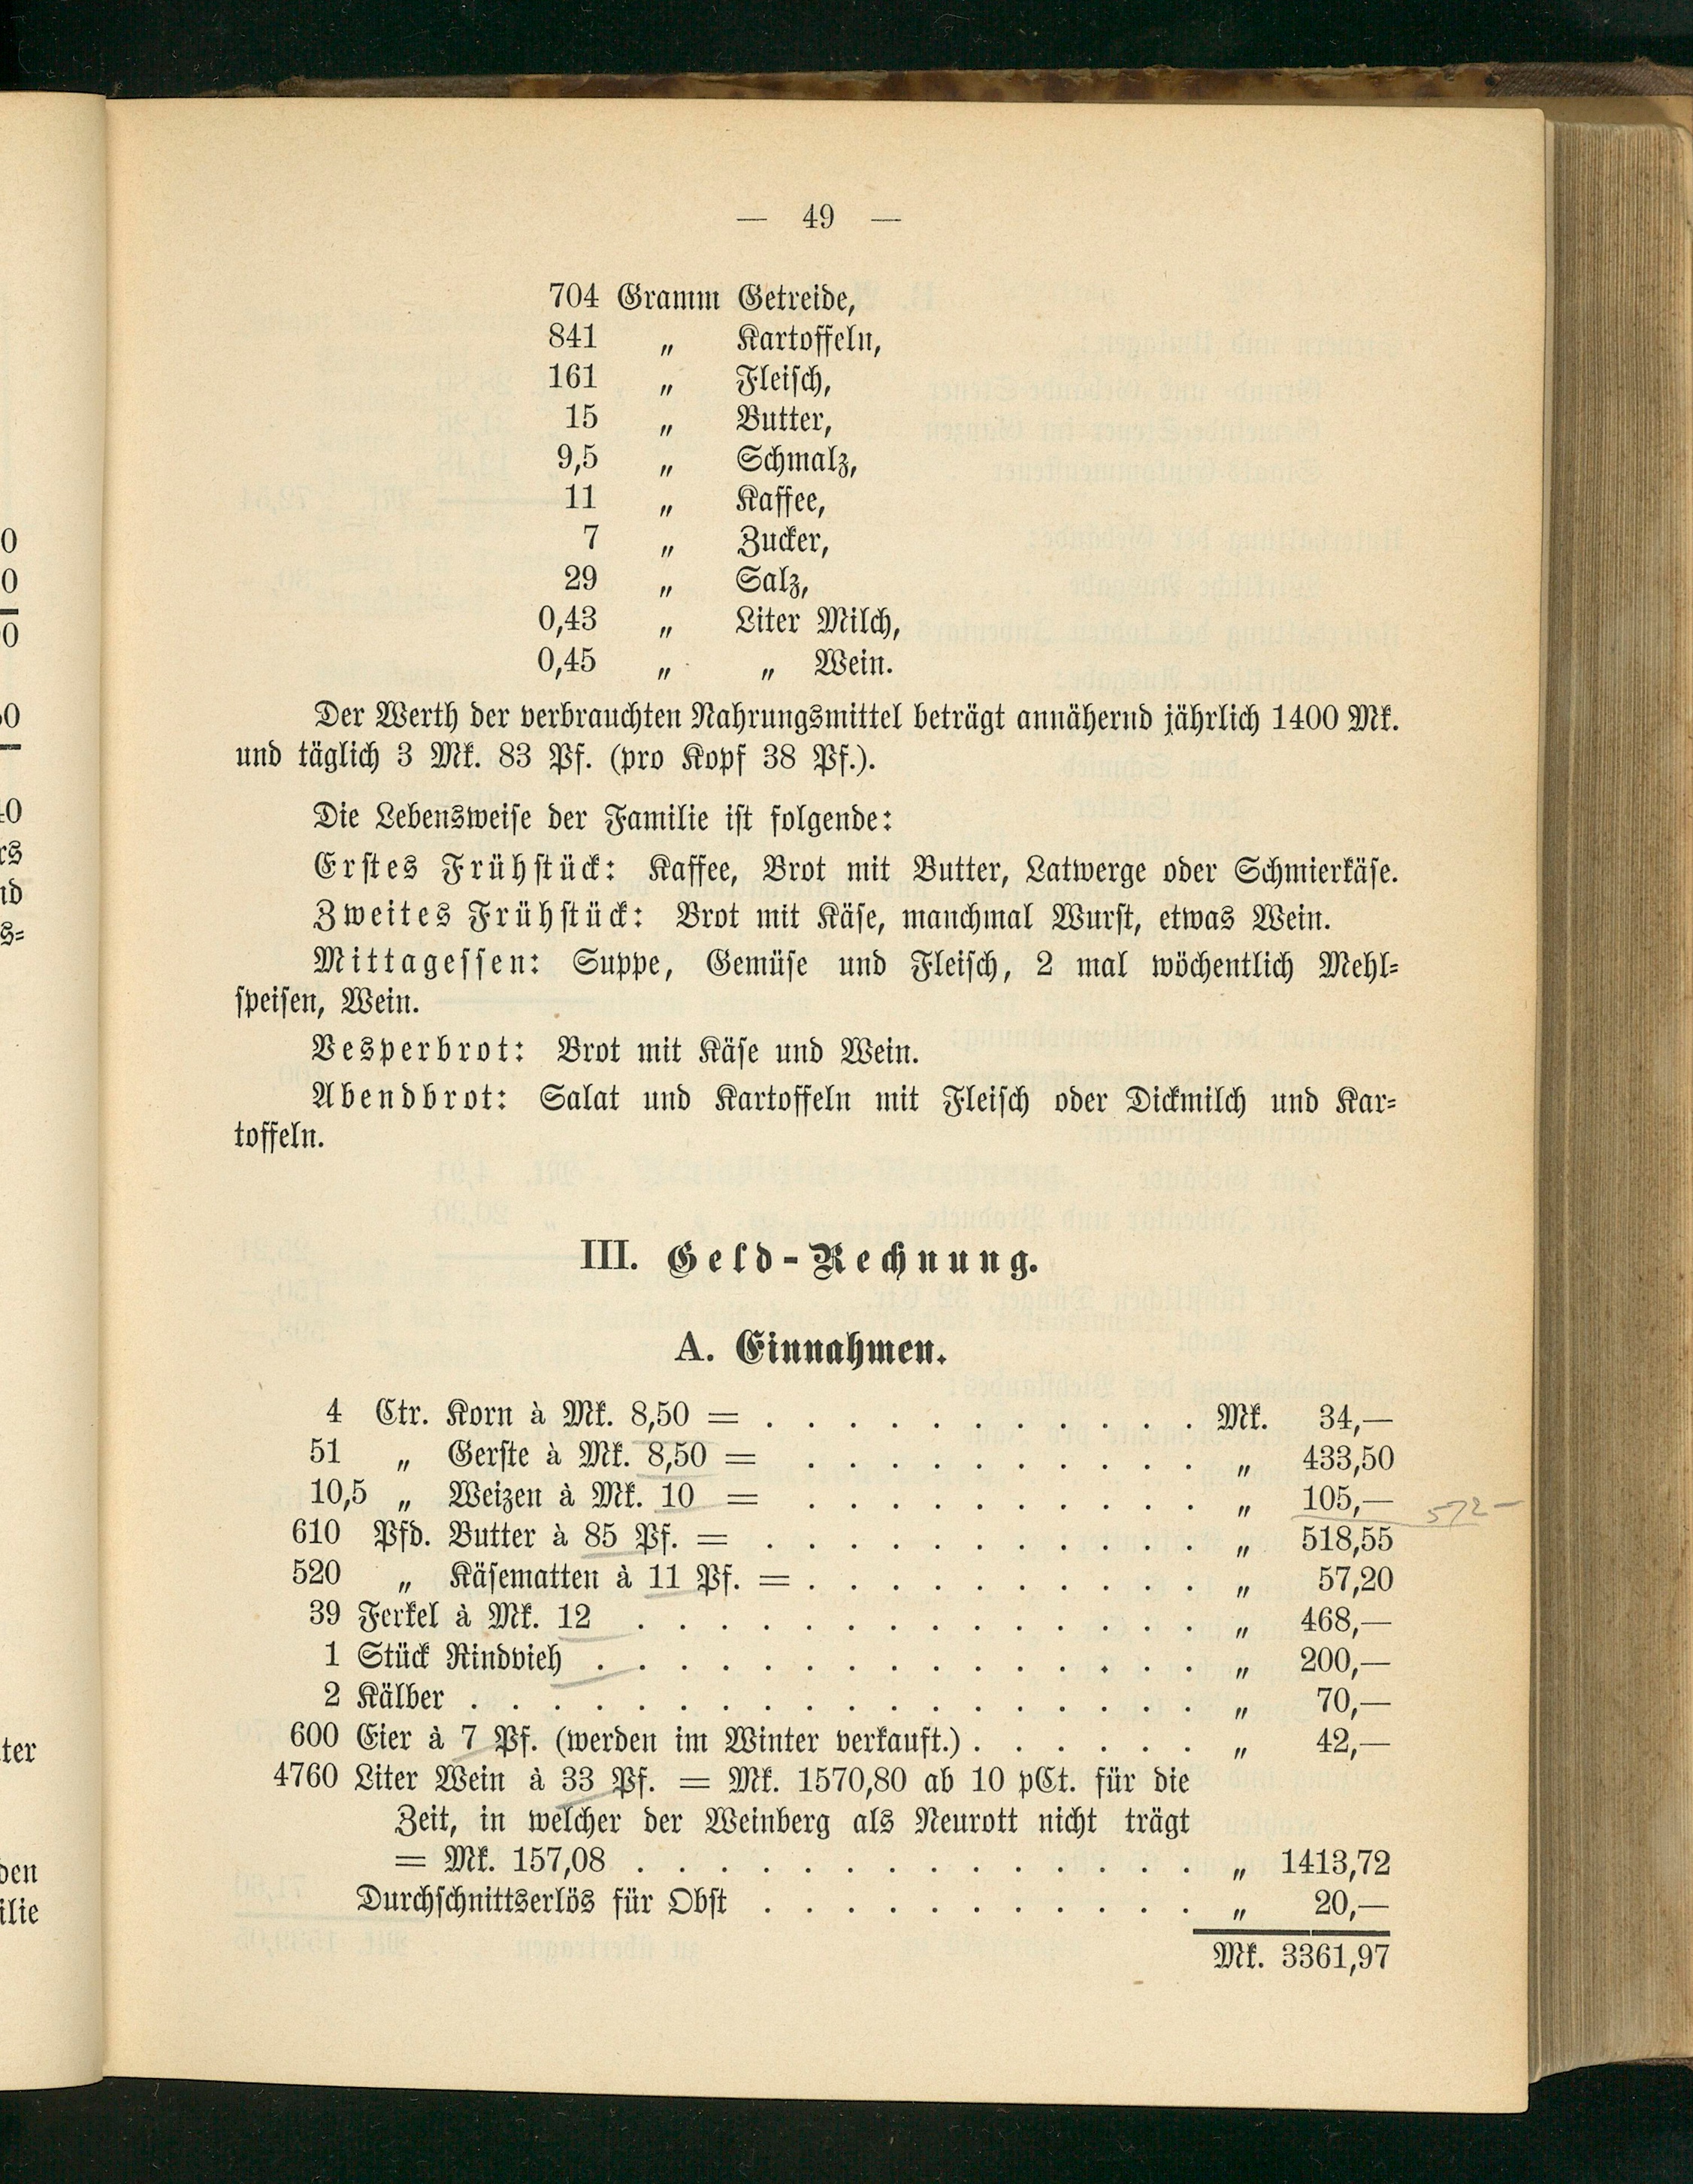 — 49 —
704 Gramm Getreide,
841 „ Kartoffeln,
161 „ Fleisch,
15 „ Butter,
9,5 „ Schmalz,
11 „ Kaffee,
7 „ Zucker,
29 „ Salz,
0,43 „ Liter Milch,
0,45 „ „ Wein.
Der Werth der verbrauchten Nahrungsmittel beträgt annähernd jährlich 1400 Mk.
und täglich 3 Mk. 83 Pf. (pro Kopf 38 Pf.).
Die Lebensweise der Familie ist folgende:
Erstes Frühstück: Kaffee, Brot mit Butter, Latwerge oder Schmierkäse.
Zweites Frühstück: Brot mit Käse, manchmal Wurst, etwas Wein.
Mittagessen: Suppe, Gemüse und Fleisch, 2 mal wöchentlich Mehl-
speisen, Wein.
Vesperbrot: Brot mit Käse und Wein.
Abendbrot: Salat und Kartoffeln mit Fleisch oder Dickmilch und Kar-
toffeln.
III. Geld-Rechnung.
A. Einnahmen.
4 Ctr. Korn à Mk. 8,50 = . . . . . . . . . . . Mk. 34,—
51 „ Gerste à Mk. 8,50 = . . . . . . . . . . „ 433,50
10,5 „ Weizen à Mk. 10 = . . . . . . . . . . „ 105,— 572-
610 Pfd. Butter à 85 Pf. = . . . . . . . . . . . „ 518,55
520 „ Käsematten à 11 Pf. = . . . . . . . . . . „ 57,20
39 Ferkel à Mk. 12 . . . . . . . . . . . . . . „ 468,—
1 Stück Rindvieh . . . . . . . . . . . . . . . „ 200,—
2 Kälber . . . . . . . . . . . . . . . . . . „ 70,—
600 Eier à 7 Pf. (werden im Winter verkauft.) . . . . . . „ 42,—
4760 Liter Wein à 33 Pf. = Mk. 1570,80 ab 10 pCt. für die
Zeit, in welcher der Weinberg als Neurott nicht trägt
= Mk. 157,08 . . . . . . . . . . . . . . „ 1413,72
Durchschnittserlös für Obst . . . . . . . . . . . „ 20,—
Mk. 3361,97